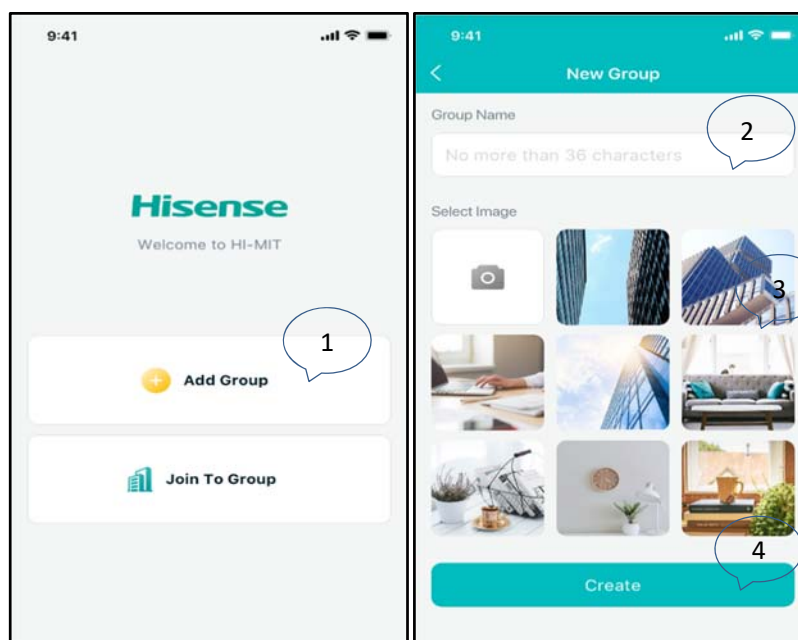 9:41
Hisense
Welcome to HI-MIT
1
Add Group
Join To Group
9:41
New Group
Group Name
2
No more than 36 characters
Select Image
3
4
Create